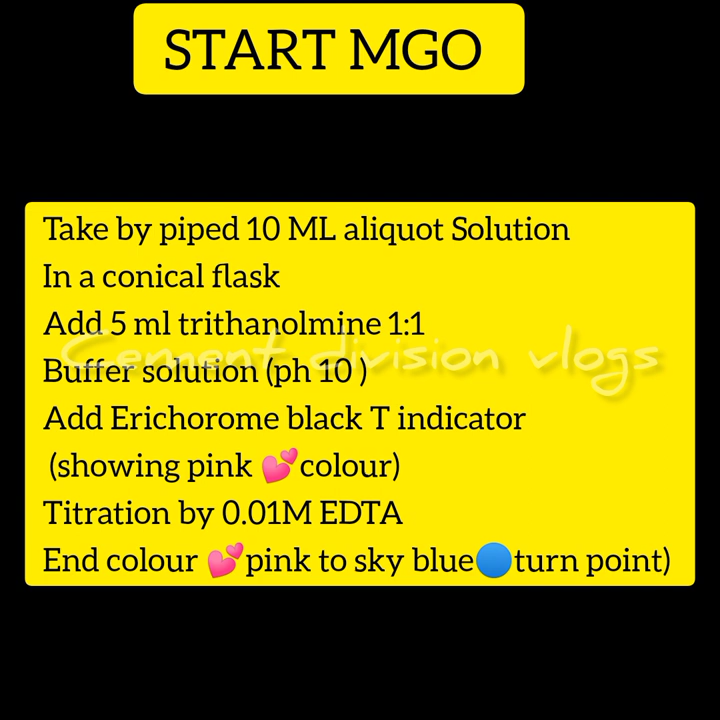 START MGO
Take by piped 10 ML aliquot Solution
In a conical flask
Add 5 ml trithanolmine 1:1
Cement division vlogs
Buffer solution (ph 10 )
Add Erichorome black T indicator
(showing pink 💕colour)
Titration by 0.01M EDTA
End colour 💕pink to sky blue🔵turn point)